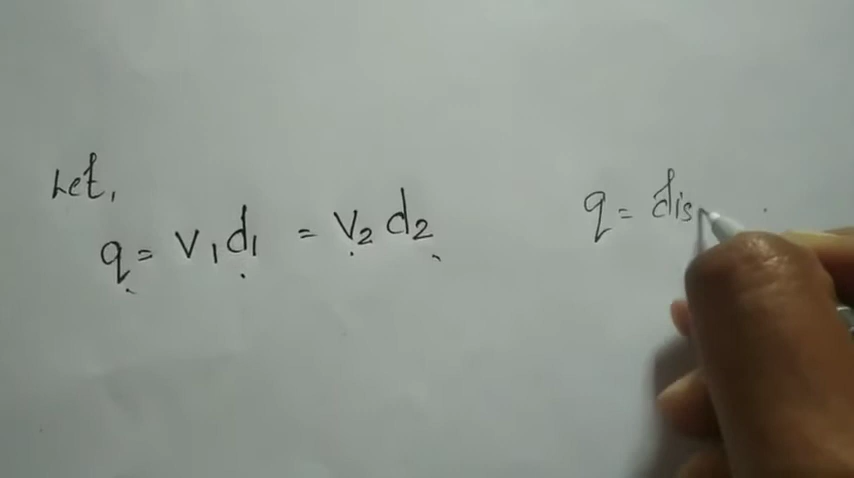 Let,
q = v₁d₁ = v₂d₂
q = dis